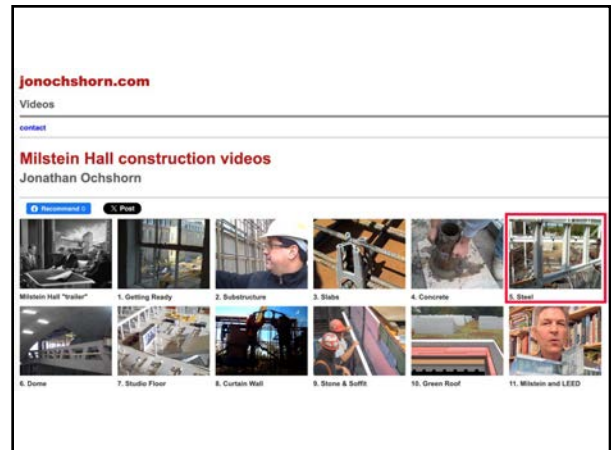 jonochshorn.com
Videos
contact
Milstein Hall construction videos
Jonathan Ochshorn
Recommend 0
X Post
Milstein Hall "trailer" 1. Getting Ready 2. Substructure 3. Slabs 4. Concrete 5. Steel
6. Dome 7. Studio Floor 8. Curtain Wall 9. Stone & Soffit 10. Green Roof 11. Milstein and LEED